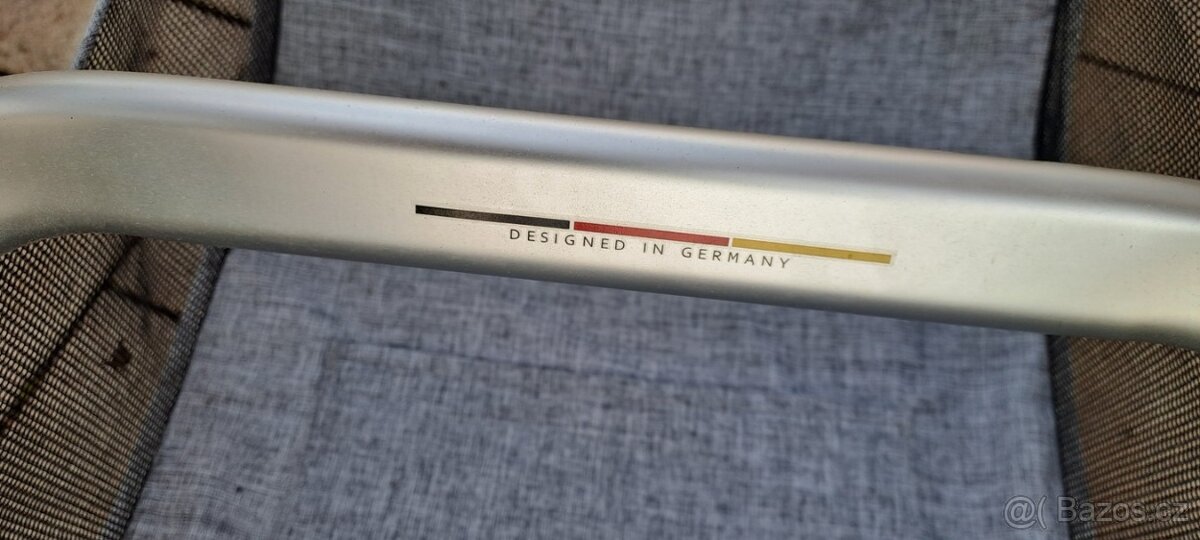 DESIGNED IN GERMANY
@( Bazos.cz